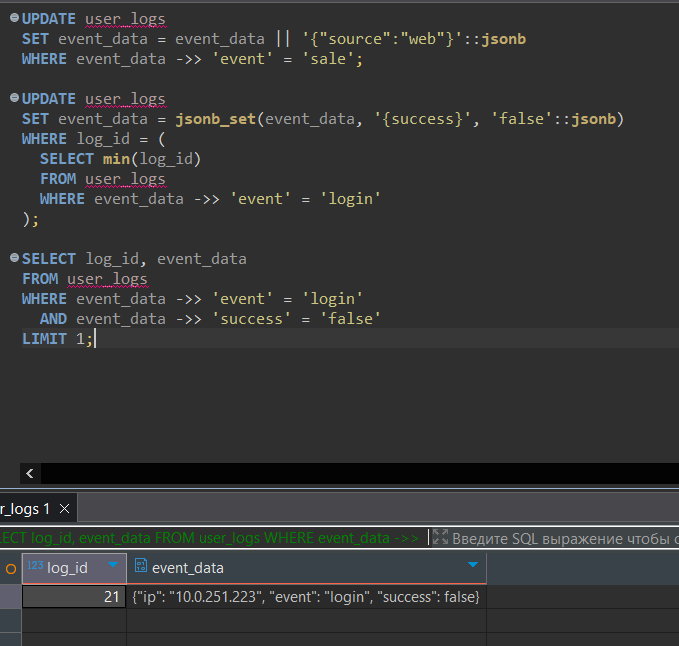 UPDATE user_logs
SET event_data = event_data || '{"source":"web"}'::jsonb
WHERE event_data ->> 'event' = 'sale';
UPDATE user_logs
SET event_data = jsonb_set(event_data, '{success}', 'false'::jsonb)
WHERE log_id = (
SELECT min(log_id)
FROM user_logs
WHERE event_data ->> 'event' = 'login'
);
SELECT log_id, event_data
FROM user_logs
WHERE event_data ->> 'event' = 'login'
AND event_data ->> 'success' = 'false'
LIMIT 1;
r_logs 1
ECT log_id, event_data FROM user_logs WHERE event_data ->> Введите SQL выражение чтобы
123 log_id event_data
21 {"ip": "10.0.251.223", "event": "login", "success": false}